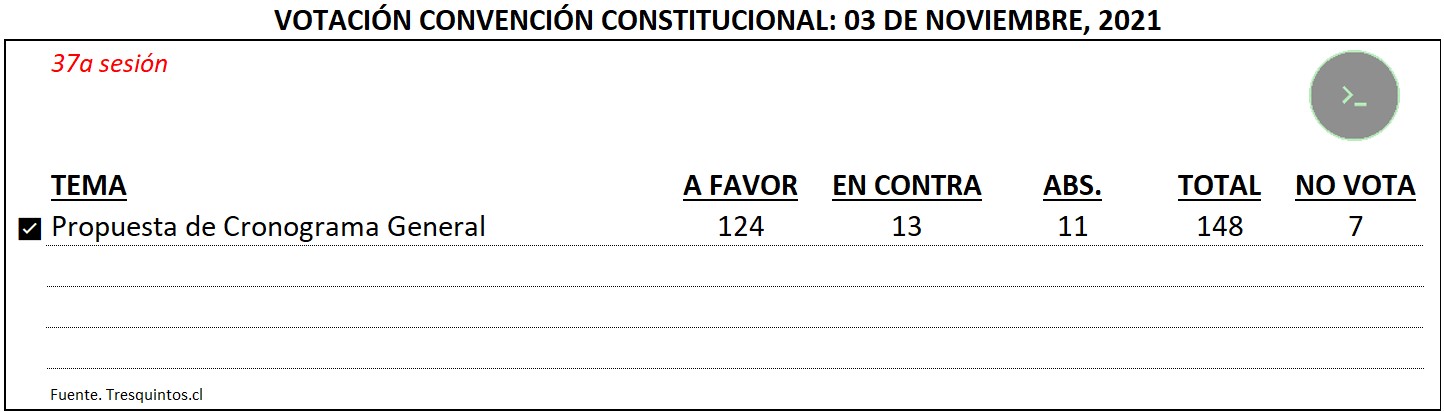 VOTACIÓN CONVENCIÓN CONSTITUCIONAL: 03 DE NOVIEMBRE, 2021
37a sesión
>_
TEMA A FAVOR EN CONTRA ABS. TOTAL NO VOTA
Propuesta de Cronograma General 124 13 11 148 7
Fuente. Tresquintos.cl